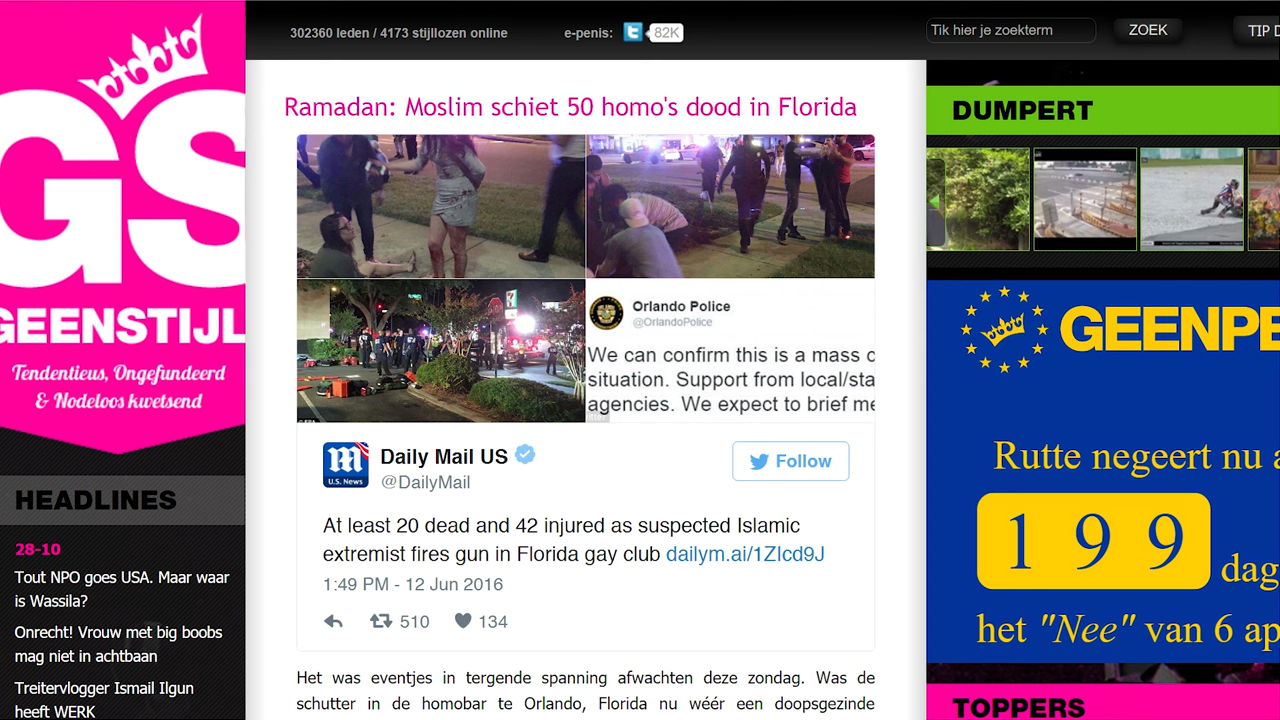 302360 leden / 4173 stijllozen online
e-penis:
82K
Tik hier je zoekterm
ZOEK
TIP
GS
GEENSTIJL
Tendentieus, Ongefundeerd
& Nodeloos kwetsend
HEADLINES
28-10
Tout NPO goes USA. Maar waar
is Wassila?
Onrecht! Vrouw met big boobs
mag niet in achtbaan
Treitervlogger Ismail Ilgun
heeft WERK
Ramadan: Moslim schiet 50 homo's dood in Florida
Orlando Police
@OrlandoPolice
We can confirm this is a mass c
situation. Support from local/sta
agencies. We expect to brief me
Daily Mail US
@DailyMail
Follow
m
U.S. News
At least 20 dead and 42 injured as suspected Islamic
extremist fires gun in Florida gay club dailym.ai/1ZIcd9J
1:49 PM - 12 Jun 2016
510 134
Het was eventjes in tergende spanning afwachten deze zondag. Was de
schutter in de homobar te Orlando, Florida nu wéér een doopsgezinde
DUMPERT
GEENPE
Rutte negeert nu a
199
dag
het "Nee" van 6 ap
TOPPERS